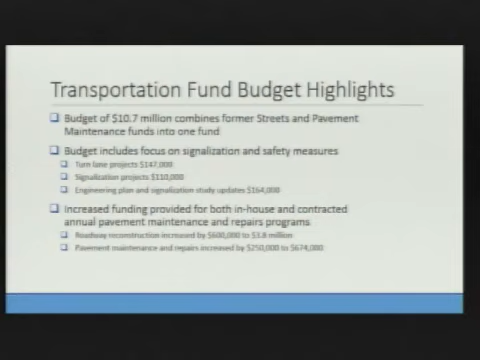 Transportation Fund Budget Highlights
Budget of $10.7 million combines former Streets and Pavement
Maintenance funds into one fund
Budget includes focus on signalization and safety measures
Turn lane projects $147,000
Signalization projects $110,000
Engineering plan and signalization study updates $164,000
Increased funding provided for both in-house and contracted
annual pavement maintenance and repairs programs
Roadway reconstruction increased by $600,000 to $3.8 million
Pavement maintenance and repairs increased by $250,000 to $674,000